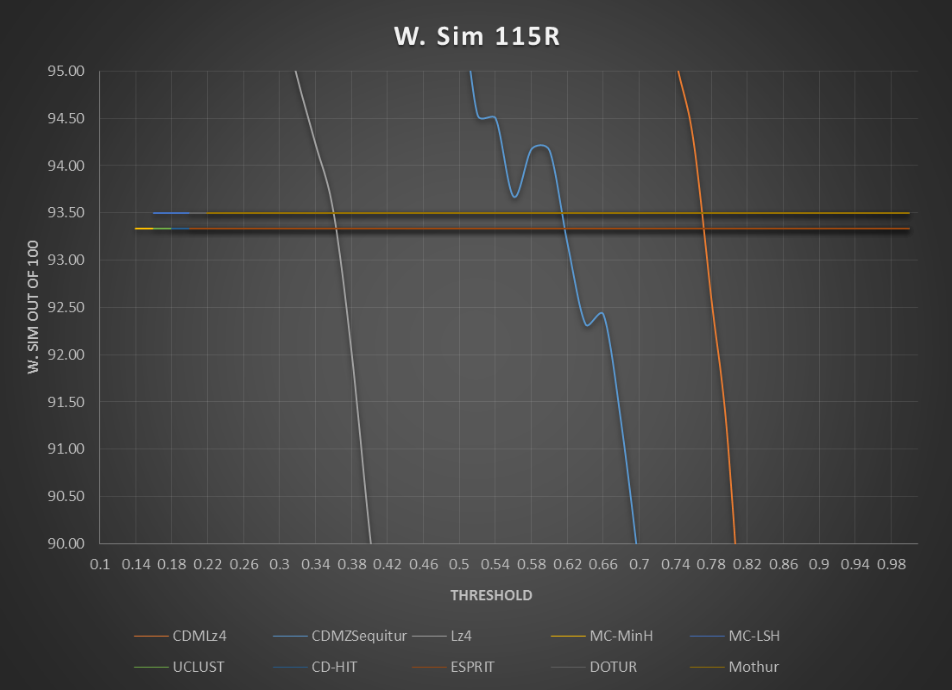 W. Sim 115R
95.00
94.50
94.00
93.50
93.00
92.50
92.00
91.50
91.00
90.50
90.00
W. SIM OUT OF 100
0.1 0.14 0.18 0.22 0.26 0.3 0.34 0.38 0.42 0.46 0.5 0.54 0.58 0.62 0.66 0.7 0.74 0.78 0.82 0.86 0.9 0.94 0.98
THRESHOLD
CDMLz4 CDMZSequitur Lz4 MC-MinH MC-LSH
UCLUST CD-HIT ESPRIT DOTUR Mothur